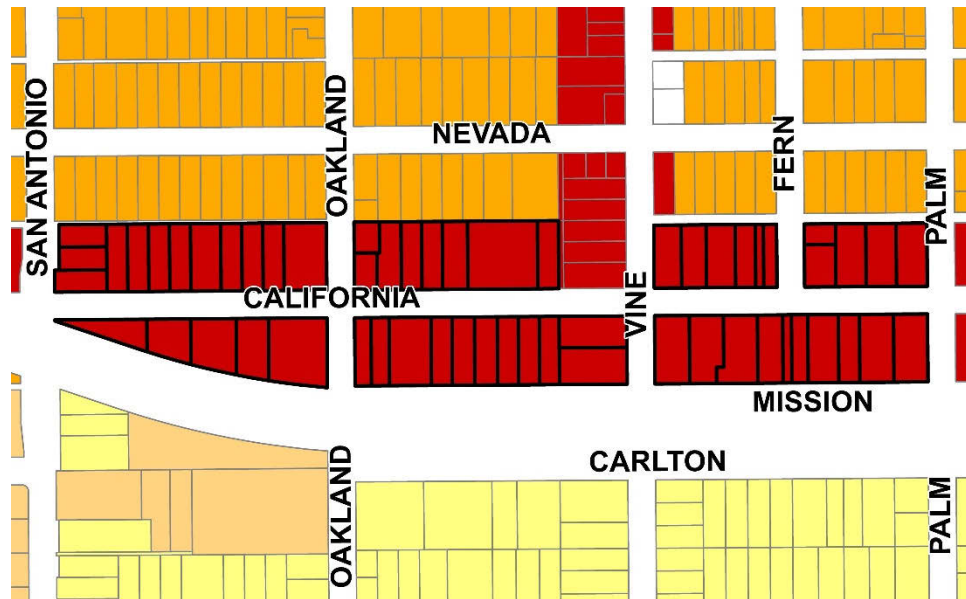 SAN ANTONIO
OAKLAND
NEVADA
FERN
PALM
CALIFORNIA
VINE
MISSION
CARLTON
OAKLAND
PALM